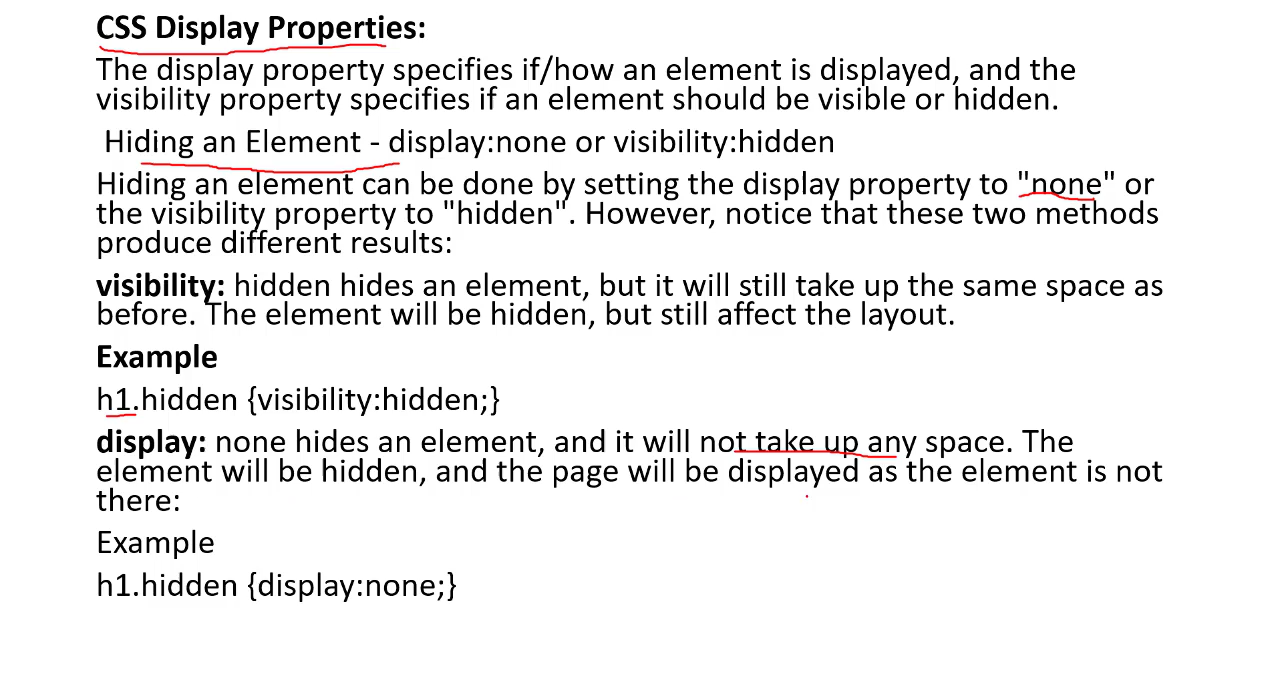 CSS Display Properties:
The display property specifies if/how an element is displayed, and the
visibility property specifies if an element should be visible or hidden.
Hiding an Element - display:none or visibility:hidden
Hiding an element can be done by setting the display property to "none" or
the visibility property to "hidden". However, notice that these two methods
produce different results:
visibility: hidden hides an element, but it will still take up the same space as
before. The element will be hidden, but still affect the layout.
Example
h1.hidden {visibility:hidden;}
display: none hides an element, and it will not take up any space. The
element will be hidden, and the page will be displayed as the element is not
there:
Example
h1.hidden {display:none;}